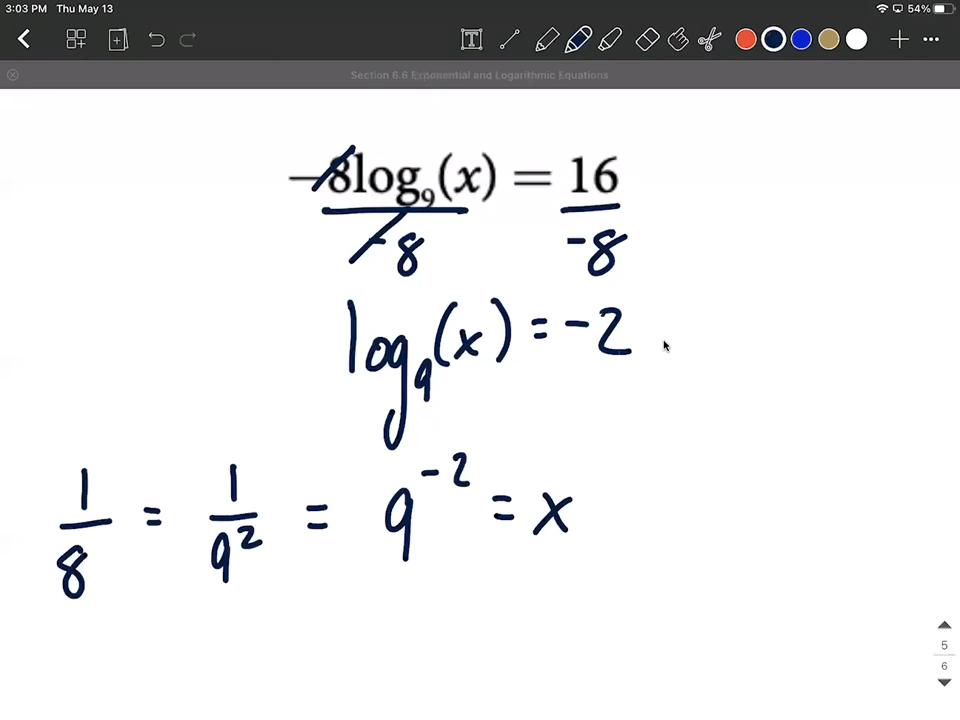 3:03 PM Thu May 13
54%
Section 6.6 Exponential and Logarithmic Equations
−8log₉(x) = 16
-8 -8
log₉(x) = -2
1/8 = 1/9² = 9⁻² = x
5
6